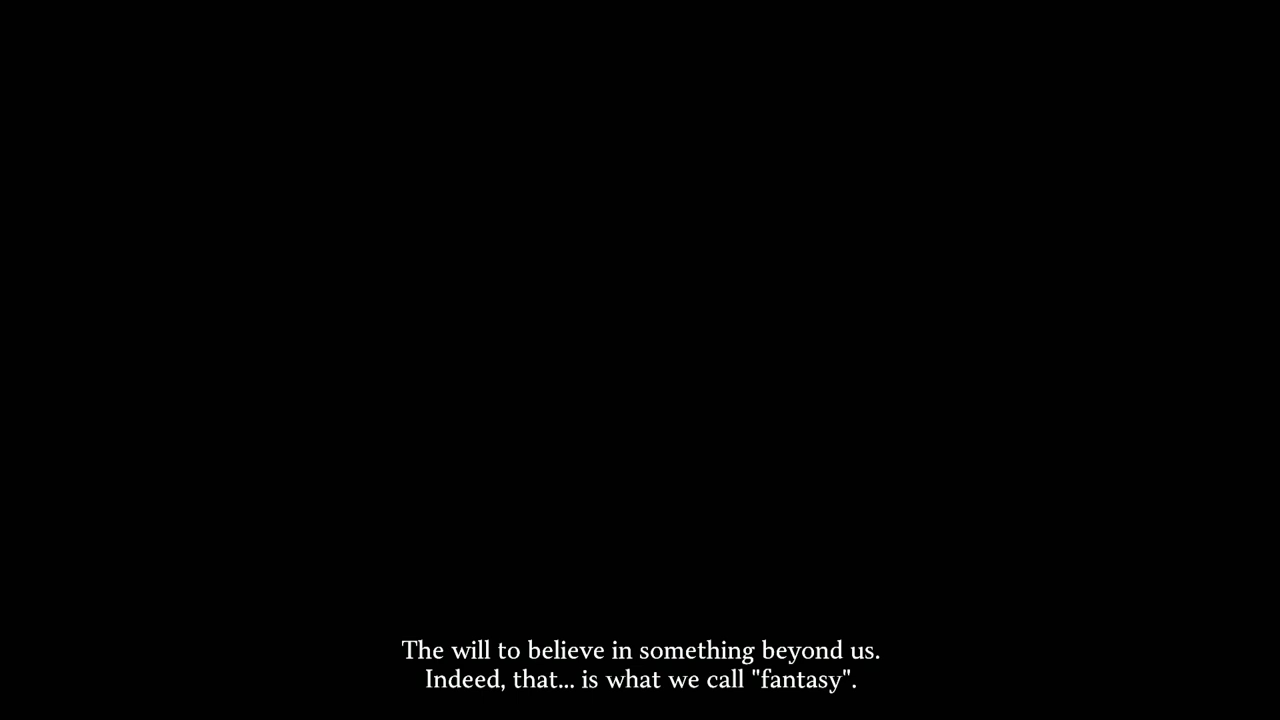 The will to believe in something beyond us.
Indeed, that... is what we call "fantasy".